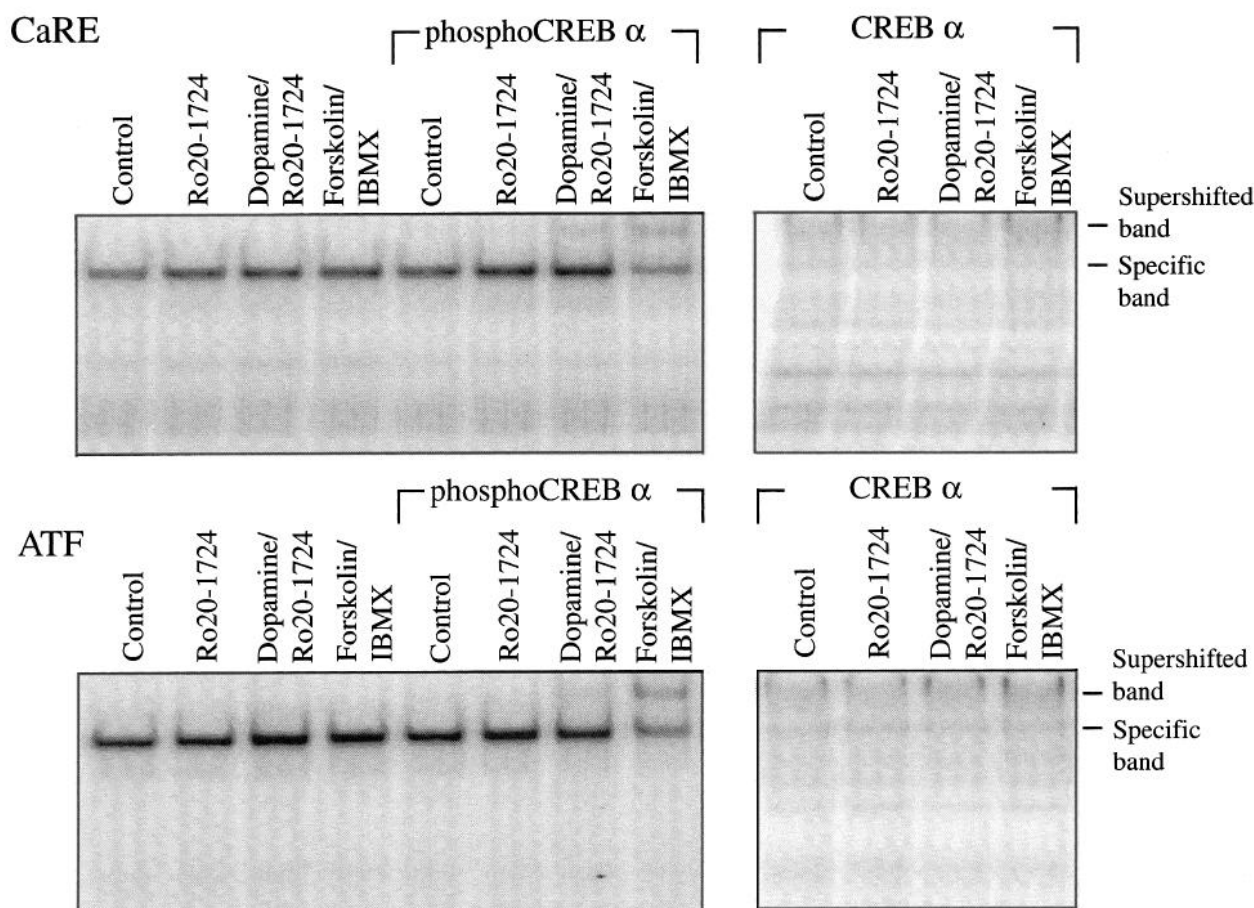 CaRE
phosphoCREB α
CREB α
Control
Ro20-1724
Dopamine/
Ro20-1724
Forskolin/
IBMX
Control
Ro20-1724
Dopamine/
Ro20-1724
Forskolin/
IBMX
Control
Ro20-1724
Dopamine/
Ro20-1724
Forskolin/
IBMX
Supershifted
band
Specific
band
ATF
phosphoCREB α
CREB α
Control
Ro20-1724
Dopamine/
Ro20-1724
Forskolin/
IBMX
Control
Ro20-1724
Dopamine/
Ro20-1724
Forskolin/
IBMX
Control
Ro20-1724
Dopamine/
Ro20-1724
Forskolin/
IBMX
Supershifted
band
Specific
band